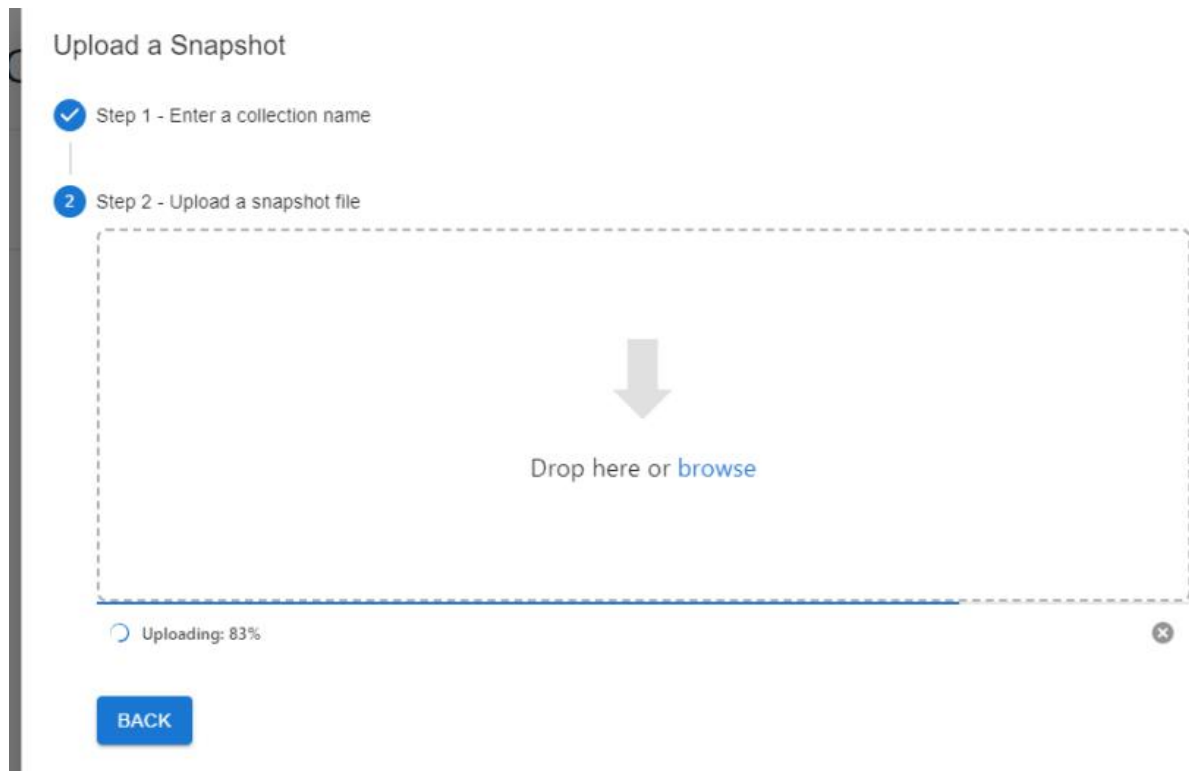 Upload a Snapshot
Step 1 - Enter a collection name
2 Step 2 - Upload a snapshot file
Drop here or browse
Uploading: 83%
BACK